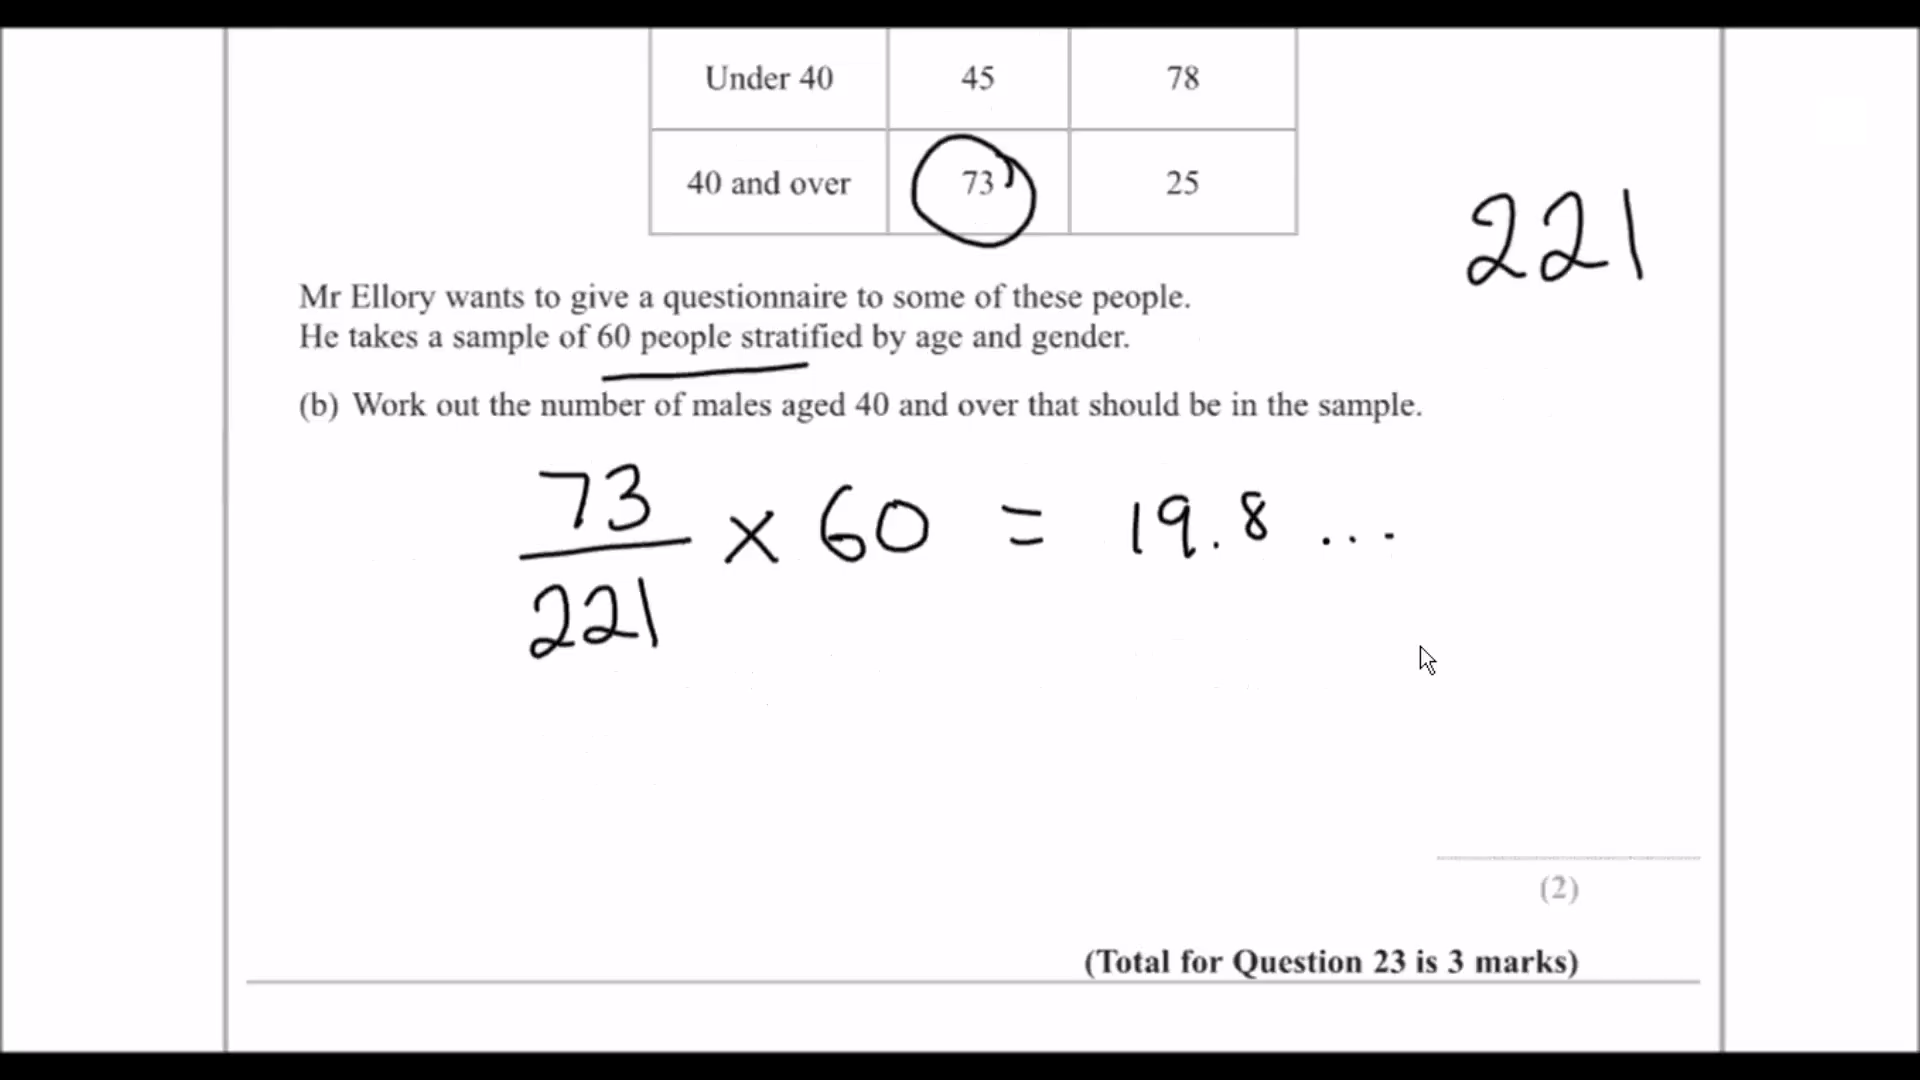 Under 40 45 78
40 and over 73 25
221
Mr Ellory wants to give a questionnaire to some of these people.
He takes a sample of 60 people stratified by age and gender.
(b) Work out the number of males aged 40 and over that should be in the sample.
73
× 60 = 19.8 ...
221
(2)
(Total for Question 23 is 3 marks)